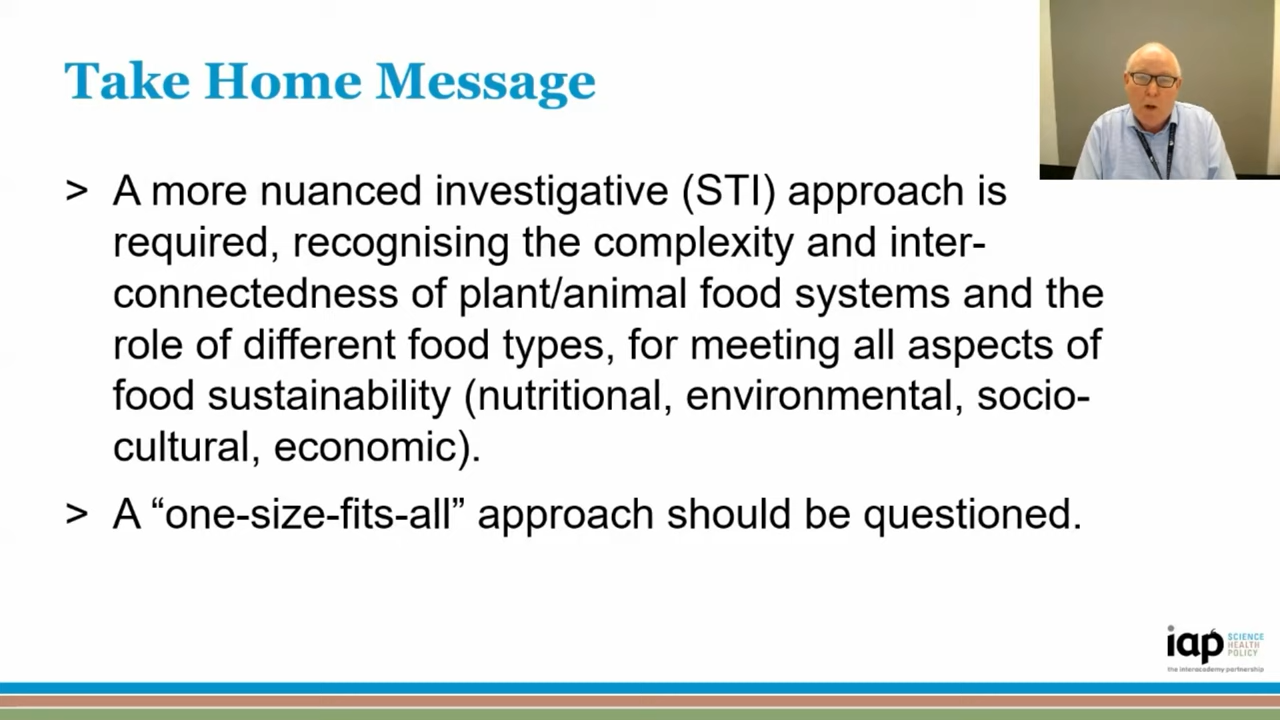 Take Home Message
> A more nuanced investigative (STI) approach is
required, recognising the complexity and inter-
connectedness of plant/animal food systems and the
role of different food types, for meeting all aspects of
food sustainability (nutritional, environmental, socio-
cultural, economic).
> A “one-size-fits-all” approach should be questioned.
iap SCIENCE
HEALTH
POLICY
the interacademy partnership